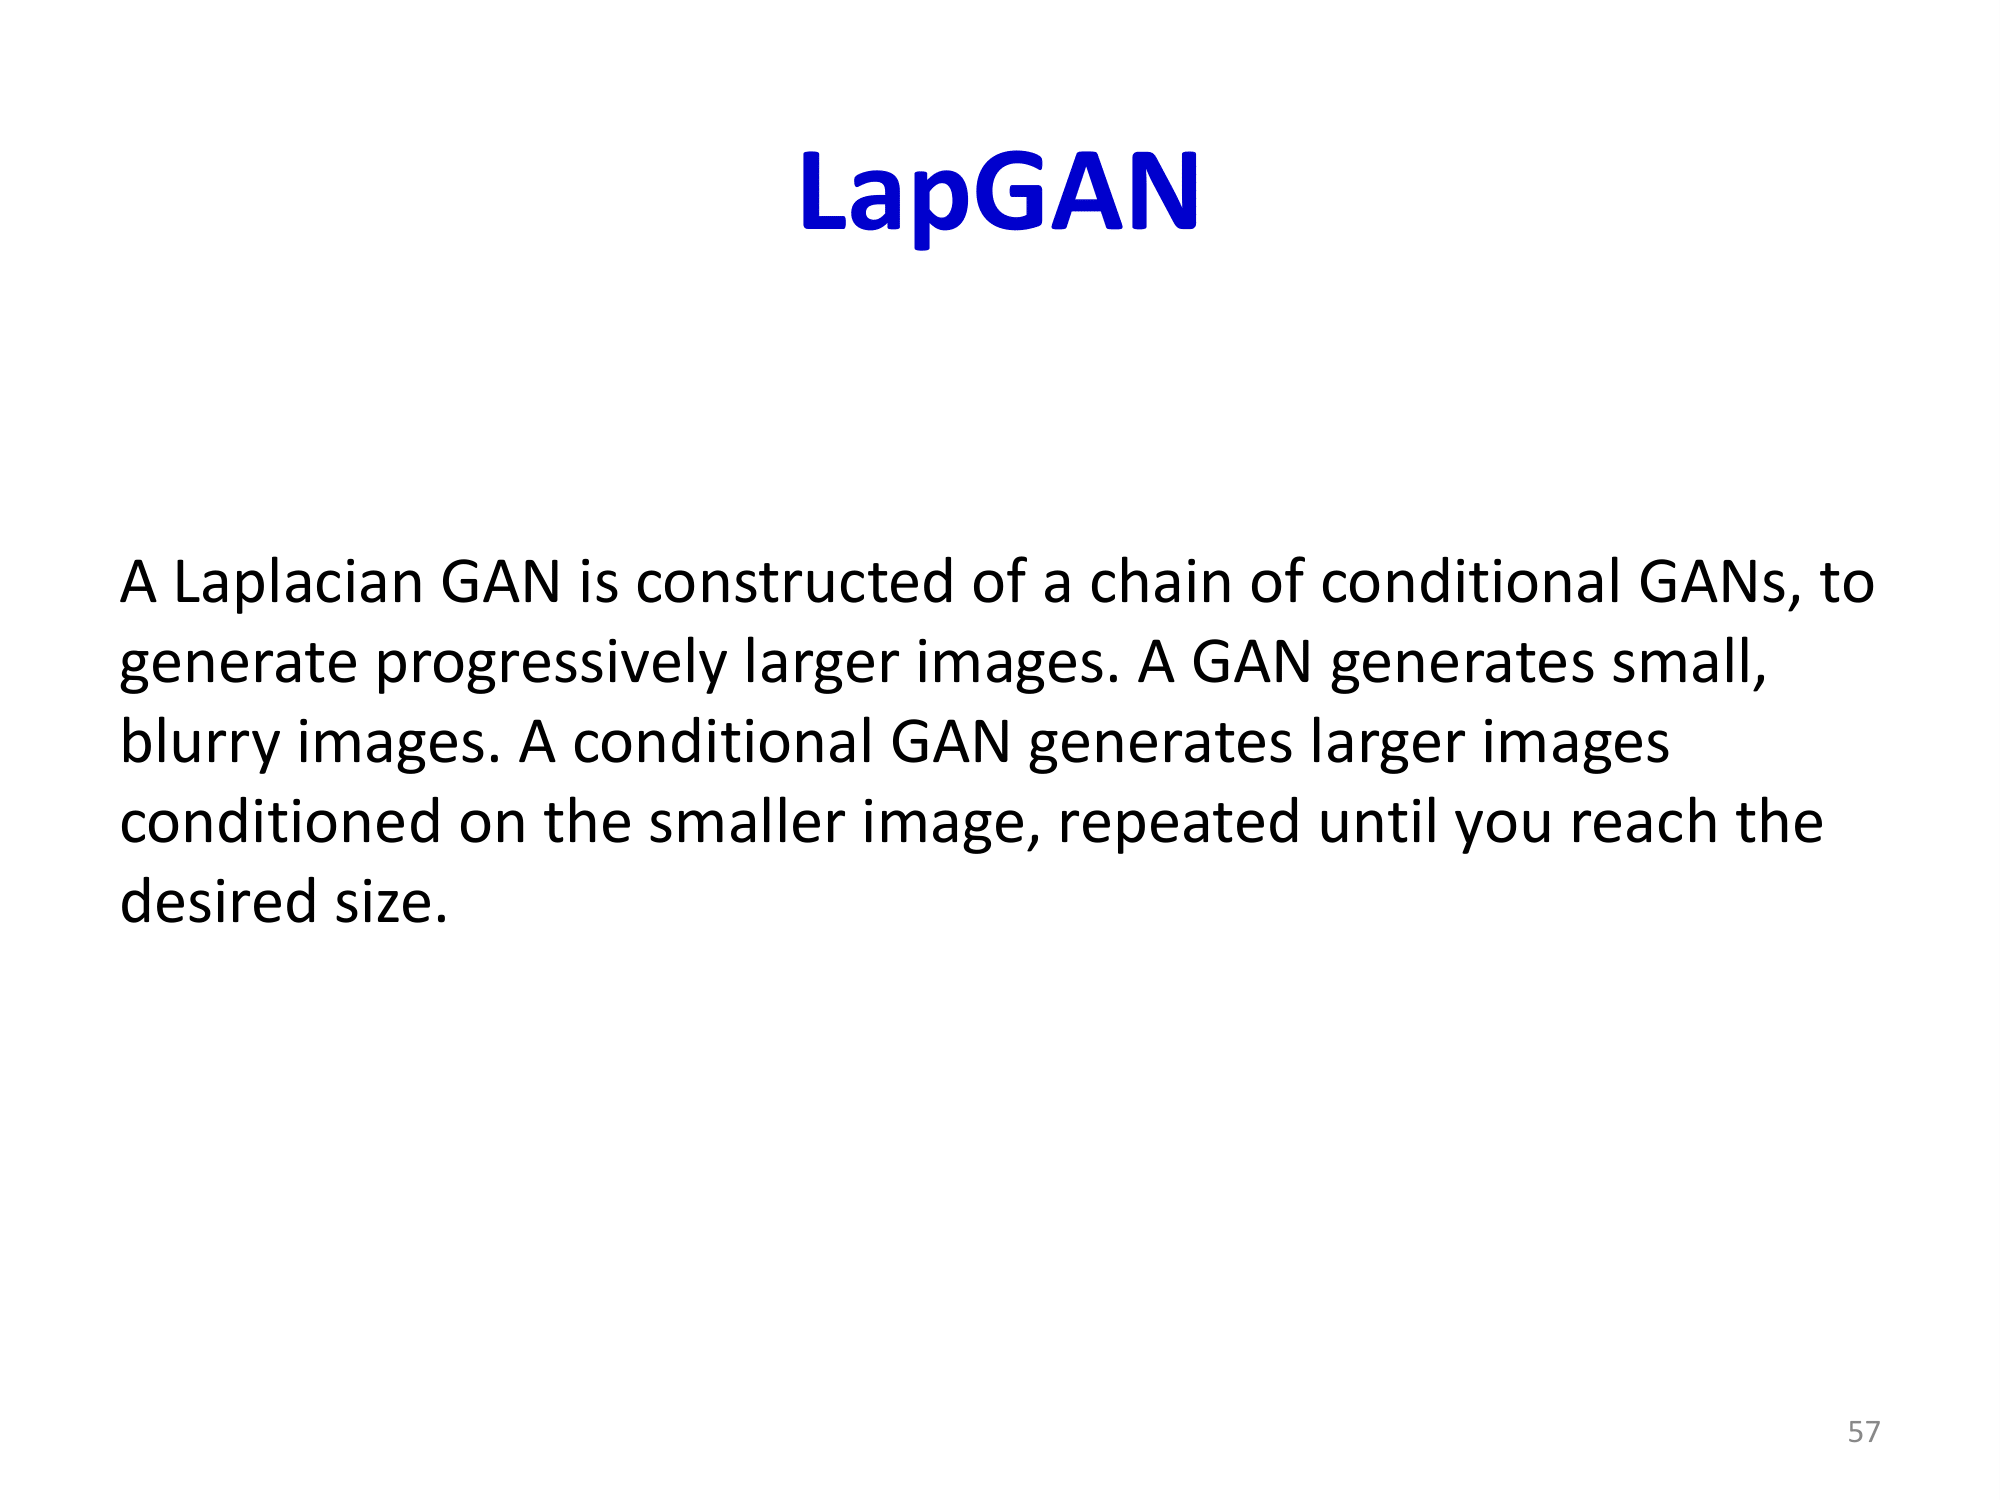 LapGAN
A Laplacian GAN is constructed of a chain of conditional GANs, to
generate progressively larger images. A GAN generates small,
blurry images. A conditional GAN generates larger images
conditioned on the smaller image, repeated until you reach the
desired size.
57